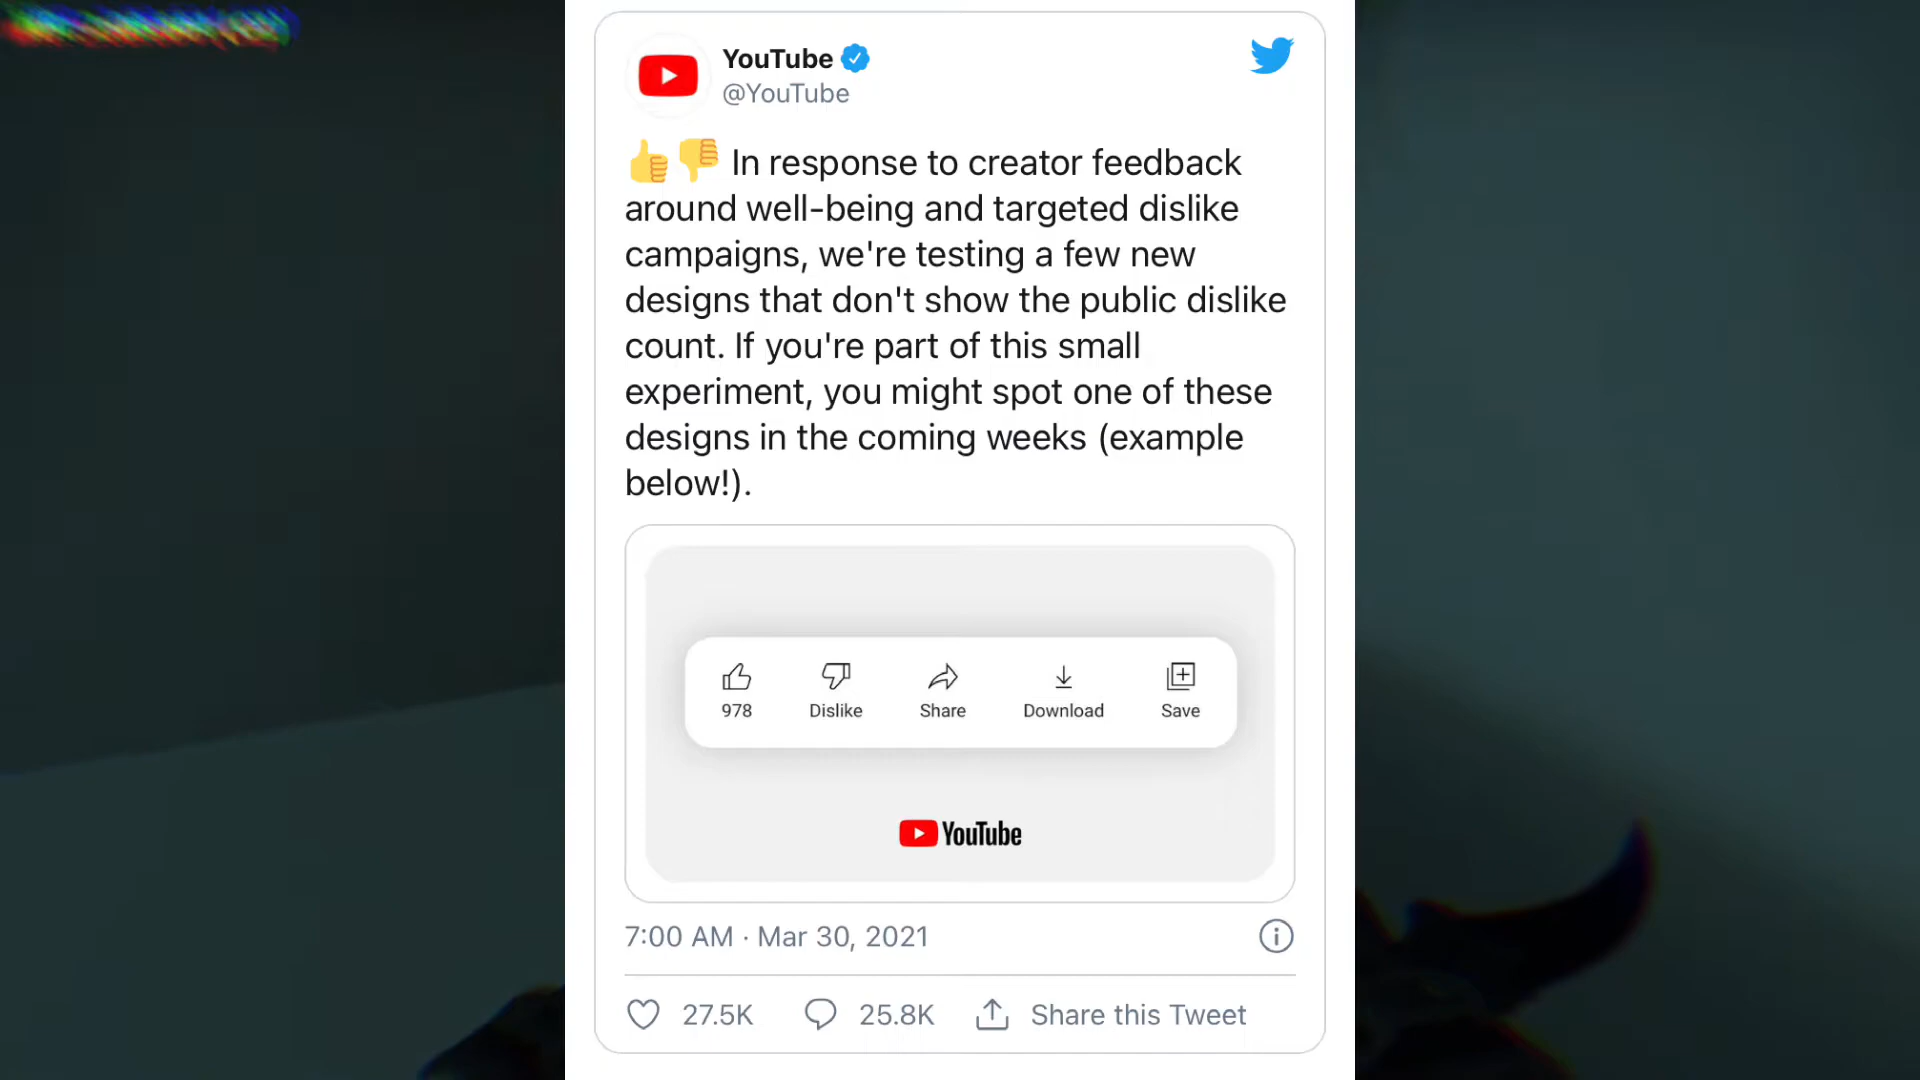 YouTube
@YouTube
👍👎 In response to creator feedback
around well-being and targeted dislike
campaigns, we're testing a few new
designs that don't show the public dislike
count. If you're part of this small
experiment, you might spot one of these
designs in the coming weeks (example
below!).
978 Dislike Share Download Save
YouTube
7:00 AM · Mar 30, 2021
27.5K 25.8K Share this Tweet